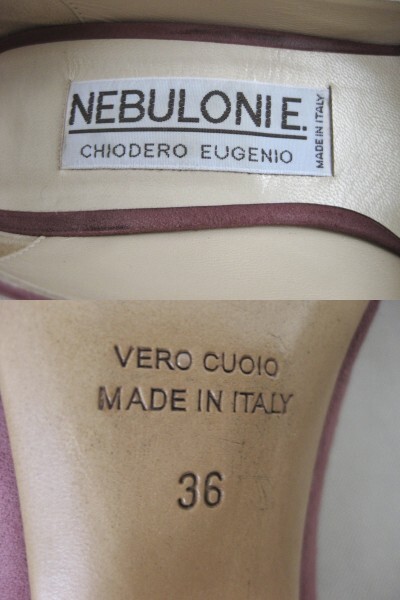 NEBULONI E.
CHIODERO EUGENIO
MADE IN ITALY
VERO CUOIO
MADE IN ITALY
36